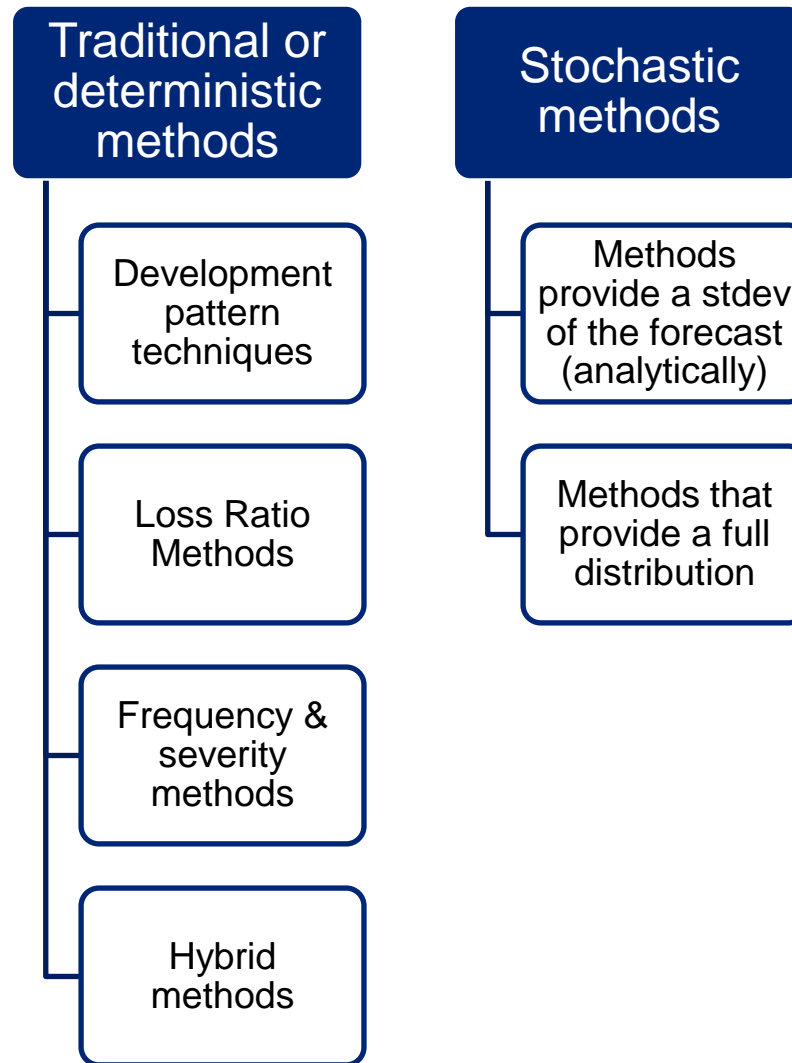 Traditional or
deterministic
methods
Development
pattern
techniques
Loss Ratio
Methods
Frequency &
severity
methods
Hybrid
methods
Stochastic
methods
Methods
provide a stdev
of the forecast
(analytically)
Methods that
provide a full
distribution